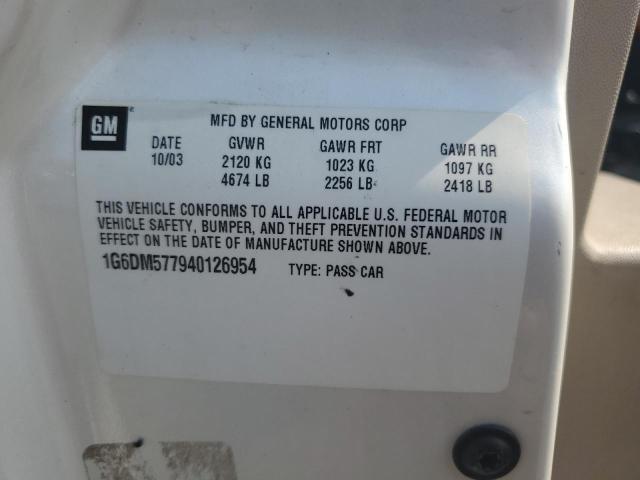 GM
MFD BY GENERAL MOTORS CORP
DATE GVWR GAWR FRT GAWR RR
10/03 2120 KG 1023 KG 1097 KG
4674 LB 2256 LB 2418 LB
THIS VEHICLE CONFORMS TO ALL APPLICABLE U.S. FEDERAL MOTOR
VEHICLE SAFETY, BUMPER, AND THEFT PREVENTION STANDARDS IN
EFFECT ON THE DATE OF MANUFACTURE SHOWN ABOVE.
1G6DM577940126954 TYPE: PASS CAR